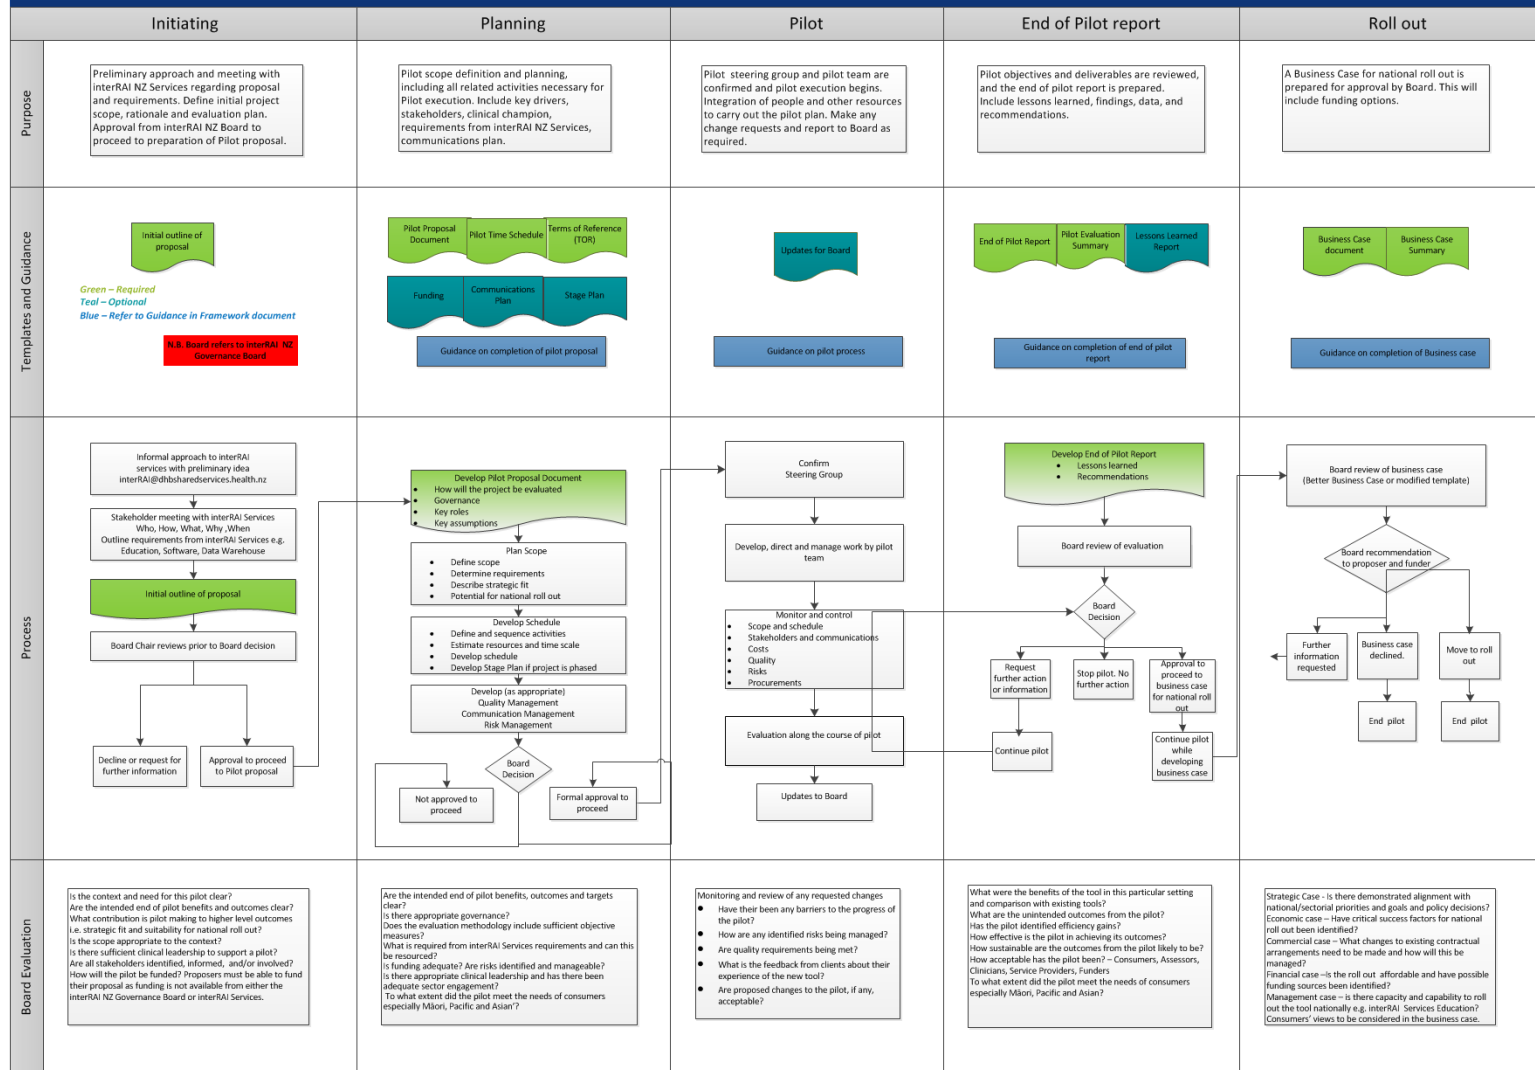 Initiating
Planning
Pilot
End of Pilot report
Roll out
Purpose
Preliminary approach and meeting with
interRAI NZ Services regarding proposal
and requirements. Define initial project
scope, rationale and evaluation plan.
Approval from interRAI NZ Board to
proceed to preparation of Pilot proposal.
Pilot scope definition and planning,
including all related activities necessary for
Pilot execution. Include key drivers,
stakeholders, clinical champion,
requirements from interRAI NZ Services,
communications plan.
Pilot  steering group and pilot team are
confirmed and pilot execution begins.
Integration of people and other resources
to carry out the pilot plan. Make any
change requests and report to Board as
required.
Pilot objectives and deliverables are reviewed,
and the end of pilot report is prepared.
Include lessons learned, findings, data, and
recommendations.
A Business Case for national roll out is
prepared for approval by Board. This will
include funding options.
Templates and Guidance
Initial outline of
proposal
Green – Required
Teal – Optional
Blue – Refer to Guidance in Framework document
N.B. Board refers to interRAI  NZ
Governance Board
Pilot Proposal
Document
Pilot Time Schedule
Terms of Reference
(TOR)
Funding
Communications
Plan
Stage Plan
Guidance on completion of pilot proposal
Updates for Board
Guidance on pilot process
End of Pilot Report
Pilot Evaluation
Summary
Lessons Learned
Report
Guidance on completion of end of pilot
report
Business Case
document
Business Case
Summary
Guidance on completion of Business case
Process
Informal approach to interRAI
services with preliminary idea
interRAI@dhbsharedservices.health.nz
Stakeholder meeting with interRAI Services
Who, How, What, Why ,When
Outline requirements from interRAI Services e.g.
Education, Software, Data Warehouse
Initial outline of proposal
Board Chair reviews prior to Board decision
Decline or request for
further information
Approval to proceed
to Pilot proposal
Develop Pilot Proposal Document
• How will the project be evaluated
• Governance
• Key roles
• Key assumptions
Plan Scope
• Define scope
• Determine requirements
• Describe strategic fit
• Potential for national roll out
Develop Schedule
• Define and sequence activities
• Estimate resources and time scale
• Develop schedule
• Develop Stage Plan if project is phased
Develop (as appropriate)
Quality Management
Communication Management
Risk Management
Board
Decision
Not approved to
proceed
Formal approval to
proceed
Confirm
Steering Group
Develop, direct and manage work by pilot
team
Monitor and control
• Scope and schedule
• Stakeholders and communications
• Costs
• Quality
• Risks
• Procurements
Evaluation along the course of pilot
Updates to Board
Develop End of Pilot Report
• Lessons learned
• Recommendations
Board review of evaluation
Board
Decision
Request
further action
or information
Stop pilot. No
further action
Approval to
proceed to
business case
for national roll
out
Continue pilot
Continue pilot
while
developing
business case
Board review of business case
(Better Business Case or modified template)
Board recommendation
to proposer and funder
Further
information
requested
Business case
declined.
Move to roll
out
End  pilot
End  pilot
Board Evaluation
Is the context and need for this pilot clear?
Are the intended end of pilot benefits and outcomes clear?
What contribution is pilot making to higher level outcomes
i.e. strategic fit and suitability for national roll out?
Is the scope appropriate to the context?
Is there sufficient clinical leadership to support a pilot?
Are all stakeholders identified, informed,  and/or involved?
How will the pilot be funded? Proposers must be able to fund
their proposal as funding is not available from either the
interRAI NZ Governance Board or interRAI Services.
Are the intended end of pilot benefits, outcomes and targets
clear?
Is there appropriate governance?
Does the evaluation methodology include sufficient objective
measures?
What is required from interRAI Services requirements and can this
be resourced?
Is funding adequate? Are risks identified and manageable?
Is there appropriate clinical leadership and has there been
adequate sector engagement?
To what extent did the pilot meet the needs of consumers
especially Māori, Pacific and Asian'?
Monitoring and review of any requested changes
• Have their been any barriers to the progress of
the pilot?
• How are any identified risks being managed?
• Are quality requirements being met?
• What is the feedback from clients about their
experience of the new tool?
• Are proposed changes to the pilot, if any,
acceptable?
What were the benefits of the tool in this particular setting
and comparison with existing tools?
What are the unintended outcomes from the pilot?
Has the pilot identified efficiency gains?
How effective is the pilot in achieving its outcomes?
How sustainable are the outcomes from the pilot likely to be?
How acceptable has the pilot been? – Consumers, Assessors,
Clinicians, Service Providers, Funders
To what extent did the pilot meet the needs of consumers
especially Māori, Pacific and Asian?
Strategic Case - Is there demonstrated alignment with
national/sectorial priorities and goals and policy decisions?
Economic case – Have critical success factors for national
roll out been identified?
Commercial case – What changes to existing contractual
arrangements need to be made and how will this be
managed?
Financial case –Is the roll out  affordable and have possible
funding sources been identified?
Management case – is there capacity and capability to roll
out the tool nationally e.g. interRAI  Services Education?
Consumers' views to be considered in the business case.